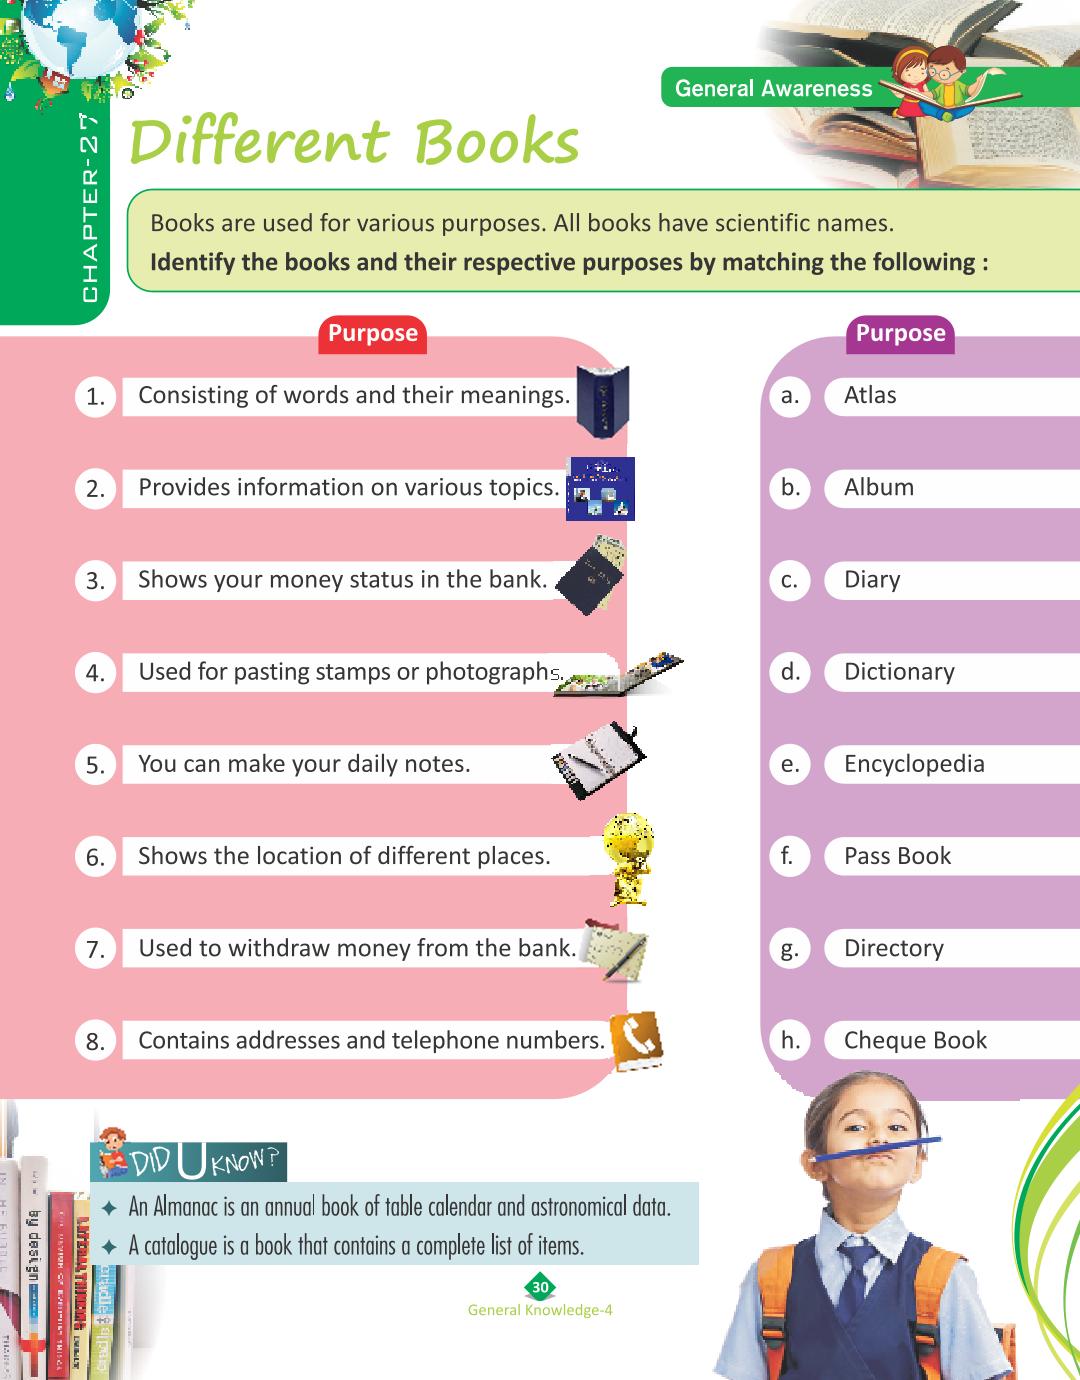 General Awareness
CHAPTER-27
Different Books
Books are used for various purposes. All books have scientific names.
Identify the books and their respective purposes by matching the following :
Purpose
Purpose
1. Consisting of words and their meanings.
a. Atlas
2. Provides information on various topics.
b. Album
3. Shows your money status in the bank.
c. Diary
4. Used for pasting stamps or photographs.
d. Dictionary
5. You can make your daily notes.
e. Encyclopedia
6. Shows the location of different places.
f. Pass Book
7. Used to withdraw money from the bank.
g. Directory
8. Contains addresses and telephone numbers.
h. Cheque Book
DID U KNOW?
An Almanac is an annual book of table calendar and astronomical data.
A catalogue is a book that contains a complete list of items.
by design
30
General Knowledge-4